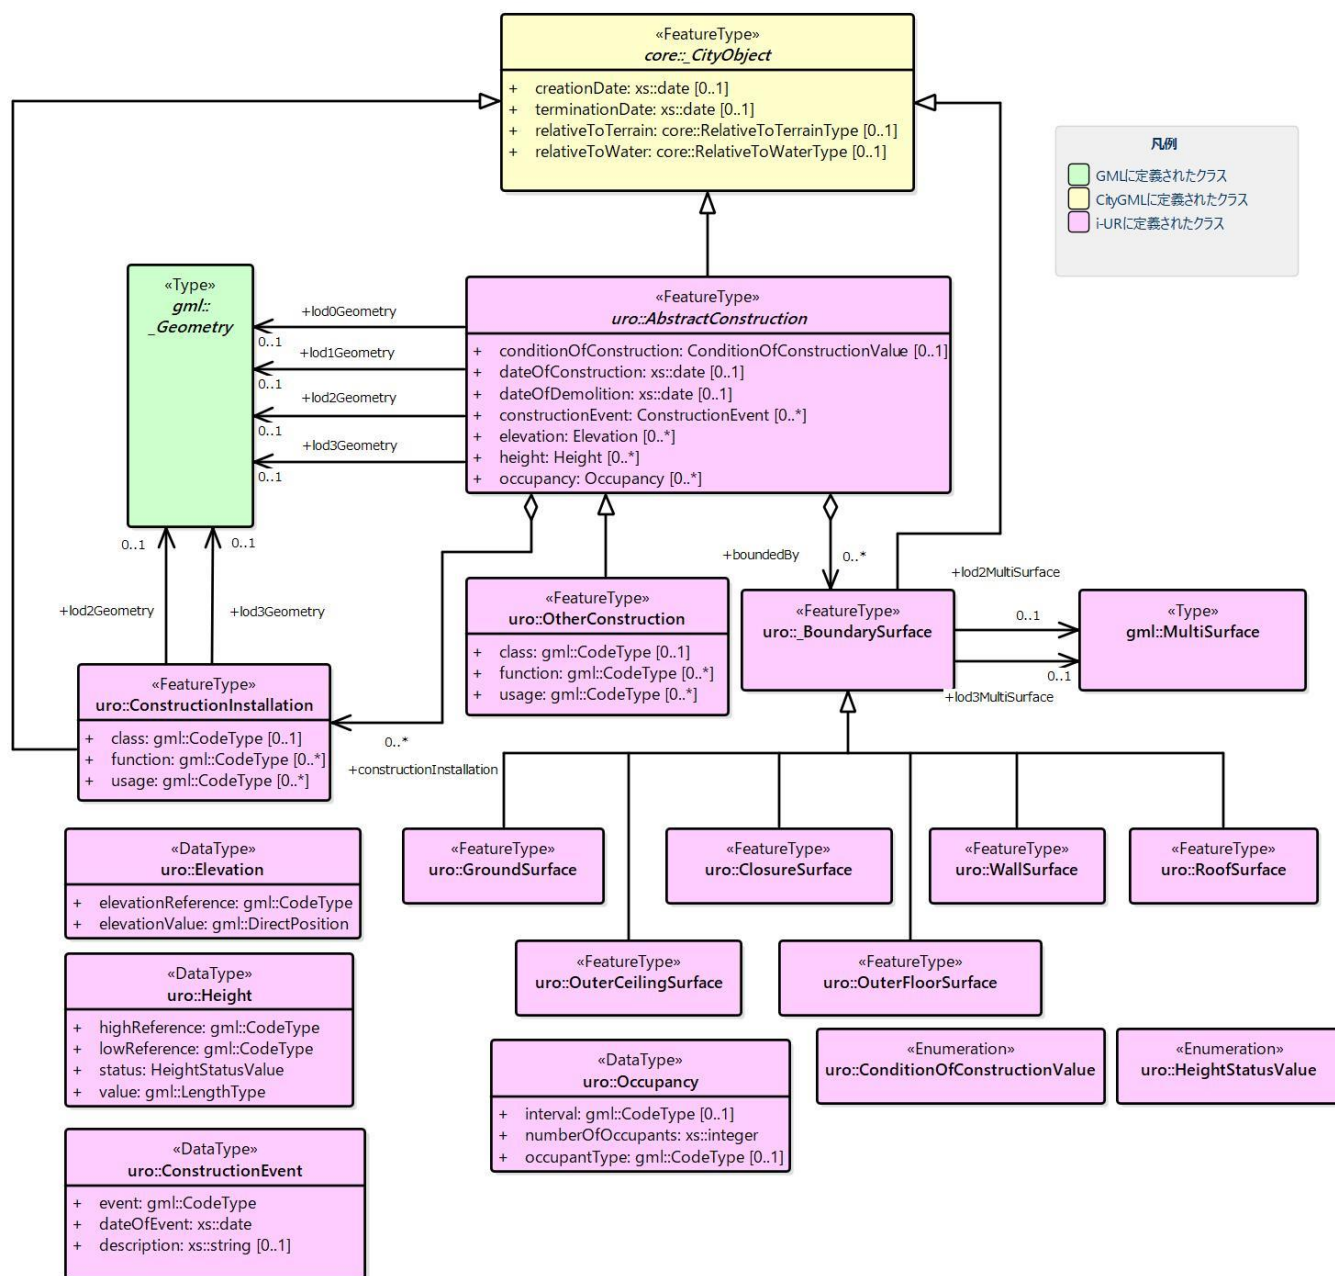 «FeatureType»
core::_CityObject
+ creationDate: xs::date [0..1]
+ terminationDate: xs::date [0..1]
+ relativeToTerrain: core::RelativeToTerrainType [0..1]
+ relativeToWater: core::RelativeToWaterType [0..1]
凡例
GMLに定義されたクラス
CityGMLに定義されたクラス
i-URに定義されたクラス
«Type»
gml::
_Geometry
+lod0Geometry
0..1
+lod1Geometry
0..1
+lod2Geometry
0..1
+lod3Geometry
0..1
«FeatureType»
uro::AbstractConstruction
+ conditionOfConstruction: ConditionOfConstructionValue [0..1]
+ dateOfConstruction: xs::date [0..1]
+ dateOfDemolition: xs::date [0..1]
+ constructionEvent: ConstructionEvent [0..*]
+ elevation: Elevation [0..*]
+ height: Height [0..*]
+ occupancy: Occupancy [0..*]
0..1
0..1
+lod2Geometry
+lod3Geometry
+boundedBy
0..*
+lod2MultiSurface
0..1
0..1
+lod3MultiSurface
«FeatureType»
uro::OtherConstruction
+ class: gml::CodeType [0..1]
+ function: gml::CodeType [0..*]
+ usage: gml::CodeType [0..*]
«FeatureType»
uro::_BoundarySurface
«Type»
gml::MultiSurface
«FeatureType»
uro::ConstructionInstallation
+ class: gml::CodeType [0..1]
+ function: gml::CodeType [0..*]
+ usage: gml::CodeType [0..*]
0..*
+constructionInstallation
«DataType»
uro::Elevation
+ elevationReference: gml::CodeType
+ elevationValue: gml::DirectPosition
«FeatureType»
uro::GroundSurface
«FeatureType»
uro::ClosureSurface
«FeatureType»
uro::WallSurface
«FeatureType»
uro::RoofSurface
«FeatureType»
uro::OuterCeilingSurface
«FeatureType»
uro::OuterFloorSurface
«DataType»
uro::Height
+ highReference: gml::CodeType
+ lowReference: gml::CodeType
+ status: HeightStatusValue
+ value: gml::LengthType
«DataType»
uro::Occupancy
+ interval: gml::CodeType [0..1]
+ numberOfOccupants: xs::integer
+ occupantType: gml::CodeType [0..1]
«Enumeration»
uro::ConditionOfConstructionValue
«Enumeration»
uro::HeightStatusValue
«DataType»
uro::ConstructionEvent
+ event: gml::CodeType
+ dateOfEvent: xs::date
+ description: xs::string [0..1]